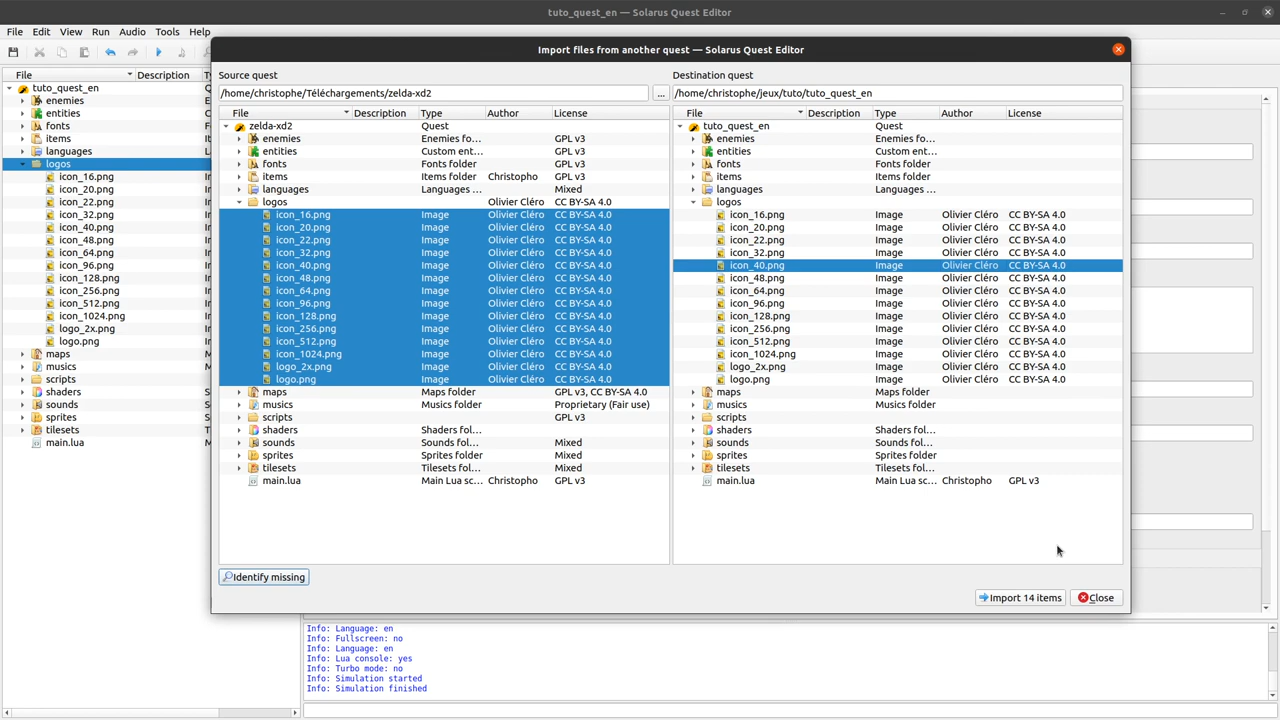 tuto_quest_en — Solarus Quest Editor
File Edit View Run Audio Tools Help
File Description
tuto_quest_en
enemies
entities
fonts
items
languages
logos
icon_16.png
icon_20.png
icon_22.png
icon_32.png
icon_40.png
icon_48.png
icon_64.png
icon_96.png
icon_128.png
icon_256.png
icon_512.png
icon_1024.png
logo_2x.png
logo.png
maps
musics
scripts
shaders
sounds
sprites
tilesets
main.lua
Import files from another quest — Solarus Quest Editor
Source quest
/home/christophe/Téléchargements/zelda-xd2 ...
File Description Type Author License
zelda-xd2 Quest
enemies Enemies fo... GPL v3
entities Custom ent... GPL v3
fonts Fonts folder GPL v3
items Items folder Christopho GPL v3
languages Languages ... Mixed
logos Olivier Cléro CC BY-SA 4.0
icon_16.png Image Olivier Cléro CC BY-SA 4.0
icon_20.png Image Olivier Cléro CC BY-SA 4.0
icon_22.png Image Olivier Cléro CC BY-SA 4.0
icon_32.png Image Olivier Cléro CC BY-SA 4.0
icon_40.png Image Olivier Cléro CC BY-SA 4.0
icon_48.png Image Olivier Cléro CC BY-SA 4.0
icon_64.png Image Olivier Cléro CC BY-SA 4.0
icon_96.png Image Olivier Cléro CC BY-SA 4.0
icon_128.png Image Olivier Cléro CC BY-SA 4.0
icon_256.png Image Olivier Cléro CC BY-SA 4.0
icon_512.png Image Olivier Cléro CC BY-SA 4.0
icon_1024.png Image Olivier Cléro CC BY-SA 4.0
logo_2x.png Image Olivier Cléro CC BY-SA 4.0
logo.png Image Olivier Cléro CC BY-SA 4.0
maps Maps folder GPL v3, CC BY-SA 4.0
musics Musics folder Proprietary (Fair use)
scripts GPL v3
shaders Shaders fol...
sounds Sounds fol... Mixed
sprites Sprites folder Mixed
tilesets Tilesets fol... Mixed
main.lua Main Lua sc... Christopho GPL v3
Identify missing
Destination quest
/home/christophe/jeux/tuto/tuto_quest_en
File Description Type Author License
tuto_quest_en Quest
enemies Enemies fo...
entities Custom ent...
fonts Fonts folder
items Items folder
languages Languages ...
logos
icon_16.png Image Olivier Cléro CC BY-SA 4.0
icon_20.png Image Olivier Cléro CC BY-SA 4.0
icon_22.png Image Olivier Cléro CC BY-SA 4.0
icon_32.png Image Olivier Cléro CC BY-SA 4.0
icon_40.png Image Olivier Cléro CC BY-SA 4.0
icon_48.png Image Olivier Cléro CC BY-SA 4.0
icon_64.png Image Olivier Cléro CC BY-SA 4.0
icon_96.png Image Olivier Cléro CC BY-SA 4.0
icon_128.png Image Olivier Cléro CC BY-SA 4.0
icon_256.png Image Olivier Cléro CC BY-SA 4.0
icon_512.png Image Olivier Cléro CC BY-SA 4.0
icon_1024.png Image Olivier Cléro CC BY-SA 4.0
logo_2x.png Image Olivier Cléro CC BY-SA 4.0
logo.png Image Olivier Cléro CC BY-SA 4.0
maps Maps folder
musics Musics folder
scripts
shaders Shaders fol...
sounds Sounds fol...
sprites Sprites folder
tilesets Tilesets fol...
main.lua Main Lua sc... Christopho GPL v3
Import 14 items Close
Info: Language: en
Info: Fullscreen: no
Info: Language: en
Info: Lua console: yes
Info: Turbo mode: no
Info: Simulation started
Info: Simulation finished